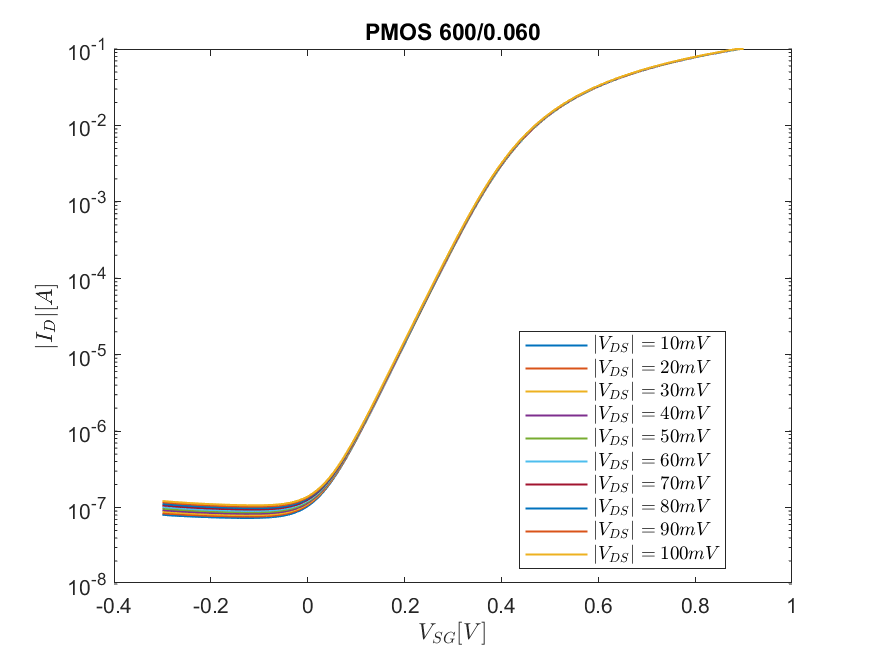 PMOS 600/0.060
10^-1
10^-2
10^-3
10^-4
10^-5
10^-6
10^-7
10^-8
|I_D|[A]
|V_DS| = 10mV
|V_DS| = 20mV
|V_DS| = 30mV
|V_DS| = 40mV
|V_DS| = 50mV
|V_DS| = 60mV
|V_DS| = 70mV
|V_DS| = 80mV
|V_DS| = 90mV
|V_DS| = 100mV
-0.4 -0.2 0 0.2 0.4 0.6 0.8 1
V_SG[V]